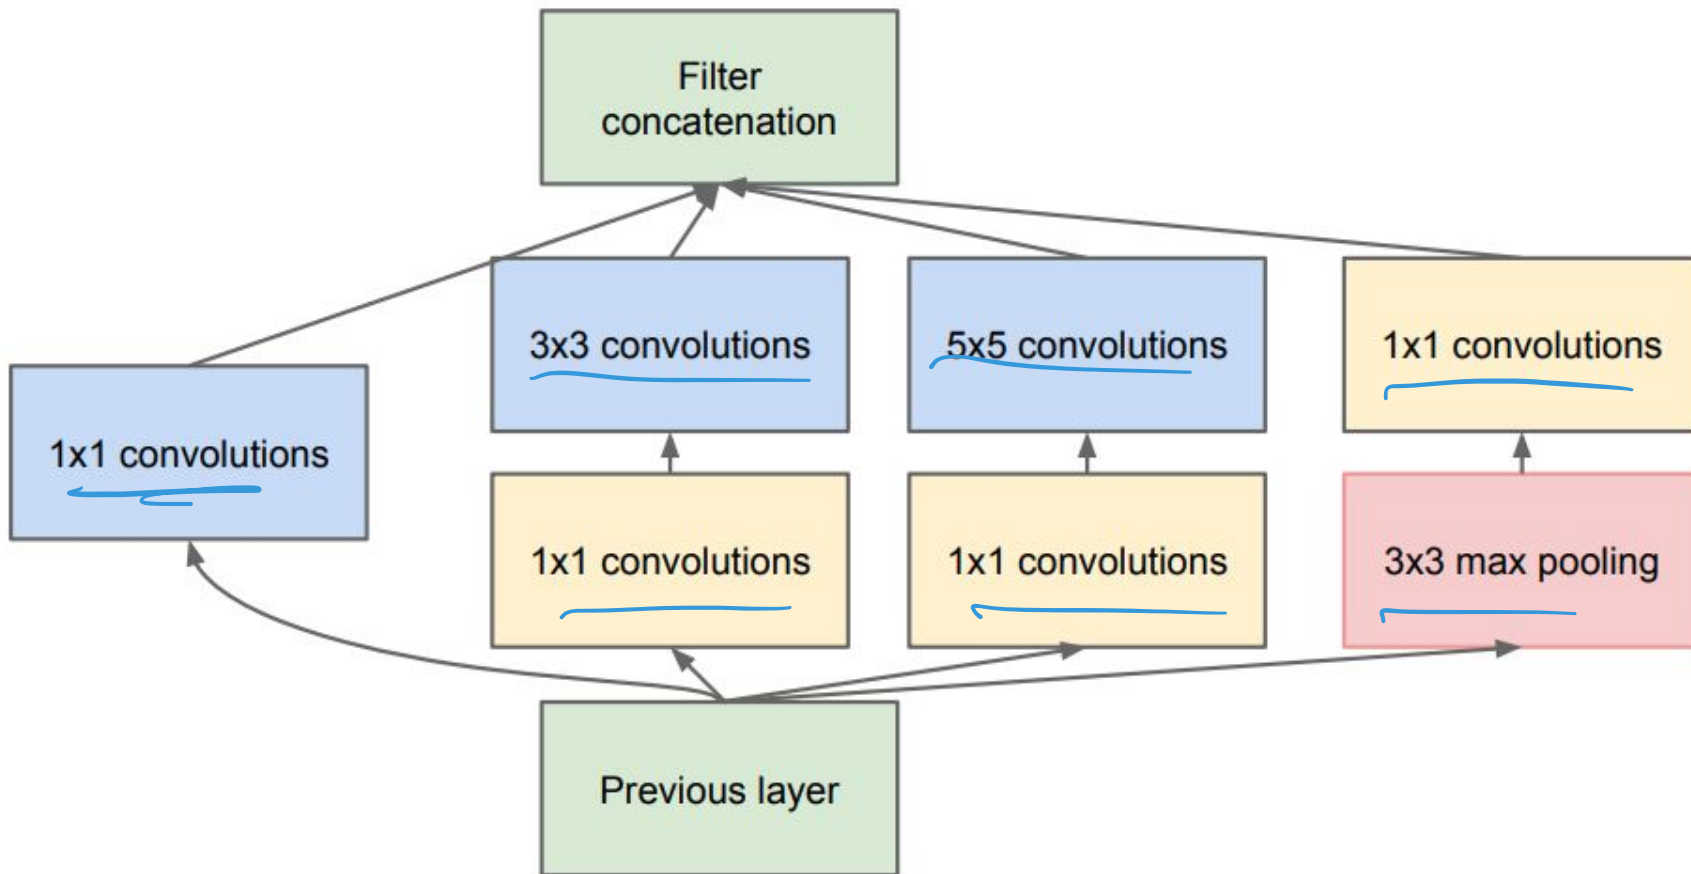 Filter
concatenation
3x3 convolutions
5x5 convolutions
1x1 convolutions
1x1 convolutions
1x1 convolutions
1x1 convolutions
3x3 max pooling
Previous layer